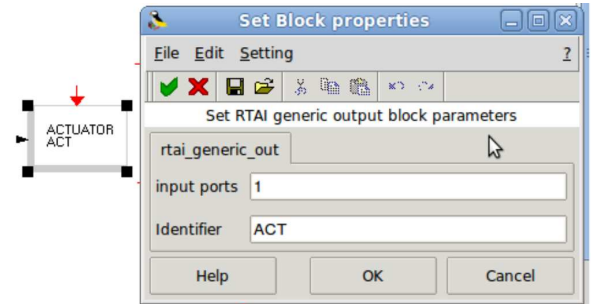 Set Block properties
File Edit Setting ?
Set RTAI generic output block parameters
ACTUATOR
ACT
rtai_generic_out
input ports 1
Identifier ACT
Help OK Cancel